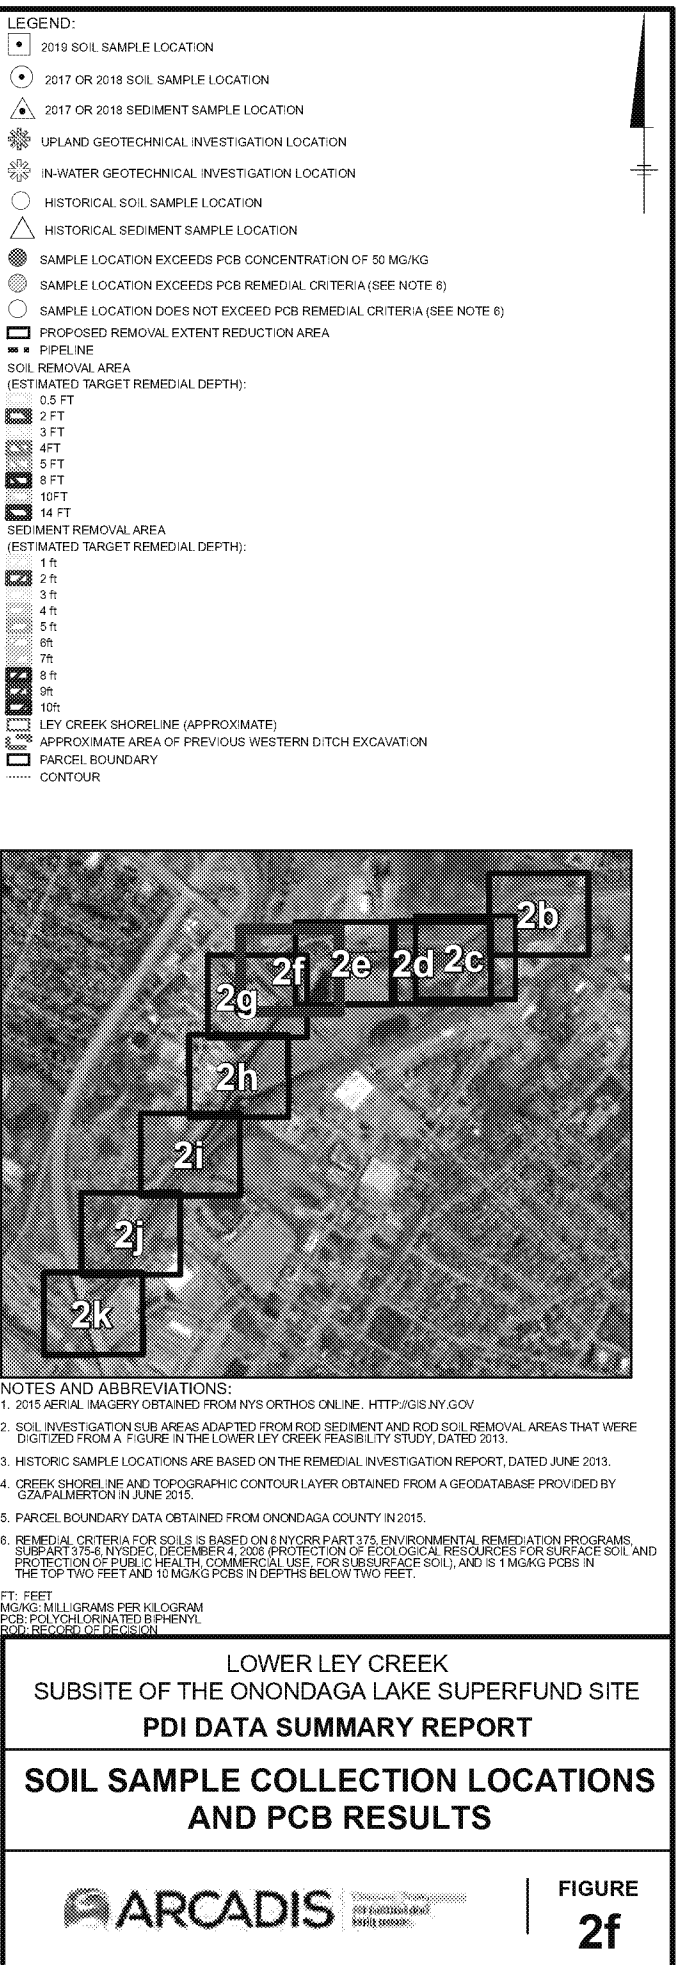 LEGEND:
2019 SOIL SAMPLE LOCATION
2017 OR 2018 SOIL SAMPLE LOCATION
2017 OR 2018 SEDIMENT SAMPLE LOCATION
UPLAND GEOTECHNICAL INVESTIGATION LOCATION
IN-WATER GEOTECHNICAL INVESTIGATION LOCATION
HISTORICAL SOIL SAMPLE LOCATION
HISTORICAL SEDIMENT SAMPLE LOCATION
SAMPLE LOCATION EXCEEDS PCB CONCENTRATION OF 50 MG/KG
SAMPLE LOCATION EXCEEDS PCB REMEDIAL CRITERIA (SEE NOTE 6)
SAMPLE LOCATION DOES NOT EXCEED PCB REMEDIAL CRITERIA (SEE NOTE 6)
PROPOSED REMOVAL EXTENT REDUCTION AREA
PIPELINE
SOIL REMOVAL AREA
(ESTIMATED TARGET REMEDIAL DEPTH):
0.5 FT
2 FT
3 FT
4FT
5 FT
8 FT
10FT
14 FT
SEDIMENT REMOVAL AREA
(ESTIMATED TARGET REMEDIAL DEPTH):
1 ft
2 ft
3 ft
4 ft
5 ft
6ft
7ft
8 ft
9ft
10ft
LEY CREEK SHORELINE (APPROXIMATE)
APPROXIMATE AREA OF PREVIOUS WESTERN DITCH EXCAVATION
PARCEL BOUNDARY
CONTOUR
2b
2c
2d
2e
2f
2g
2h
2i
2j
2k
NOTES AND ABBREVIATIONS:
1. 2015 AERIAL IMAGERY OBTAINED FROM NYS ORTHOS ONLINE. HTTP://GIS.NY.GOV
2. SOIL INVESTIGATION SUB AREAS ADAPTED FROM ROD SEDIMENT AND ROD SOIL REMOVAL AREAS THAT WERE
DIGITIZED FROM A FIGURE IN THE LOWER LEY CREEK FEASIBILITY STUDY, DATED 2013.
3. HISTORIC SAMPLE LOCATIONS ARE BASED ON THE REMEDIAL INVESTIGATION REPORT, DATED JUNE 2013.
4. CREEK SHORELINE AND TOPOGRAPHIC CONTOUR LAYER OBTAINED FROM A GEODATABASE PROVIDED BY
GZA/PALMERTON IN JUNE 2015.
5. PARCEL BOUNDARY DATA OBTAINED FROM ONONDAGA COUNTY IN 2015.
6. REMEDIAL CRITERIA FOR SOILS IS BASED ON 6 NYCRR PART 375, ENVIRONMENTAL REMEDIATION PROGRAMS,
SUBPART 375-6, NYSDEC, DECEMBER 4, 2006 (PROTECTION OF ECOLOGICAL RESOURCES FOR SURFACE SOIL AND
PROTECTION OF PUBLIC HEALTH, COMMERCIAL USE, FOR SUBSURFACE SOIL), AND IS 1 MG/KG PCBS IN
THE TOP TWO FEET AND 10 MG/KG PCBS IN DEPTHS BELOW TWO FEET.
FT: FEET
MG/KG: MILLIGRAMS PER KILOGRAM
PCB: POLYCHLORINATED BIPHENYL
ROD: RECORD OF DECISION
LOWER LEY CREEK
SUBSITE OF THE ONONDAGA LAKE SUPERFUND SITE
PDI DATA SUMMARY REPORT
SOIL SAMPLE COLLECTION LOCATIONS
AND PCB RESULTS
ARCADIS
FIGURE
2f